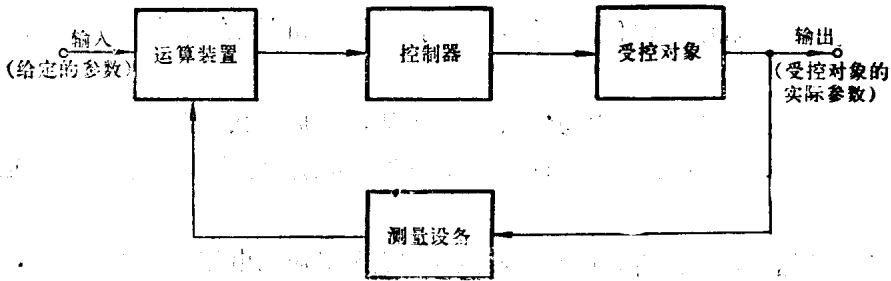 输入
(给定的参数)
运算装置
控制器
受控对象
输出
(受控对象的
实际参数)
测量设备